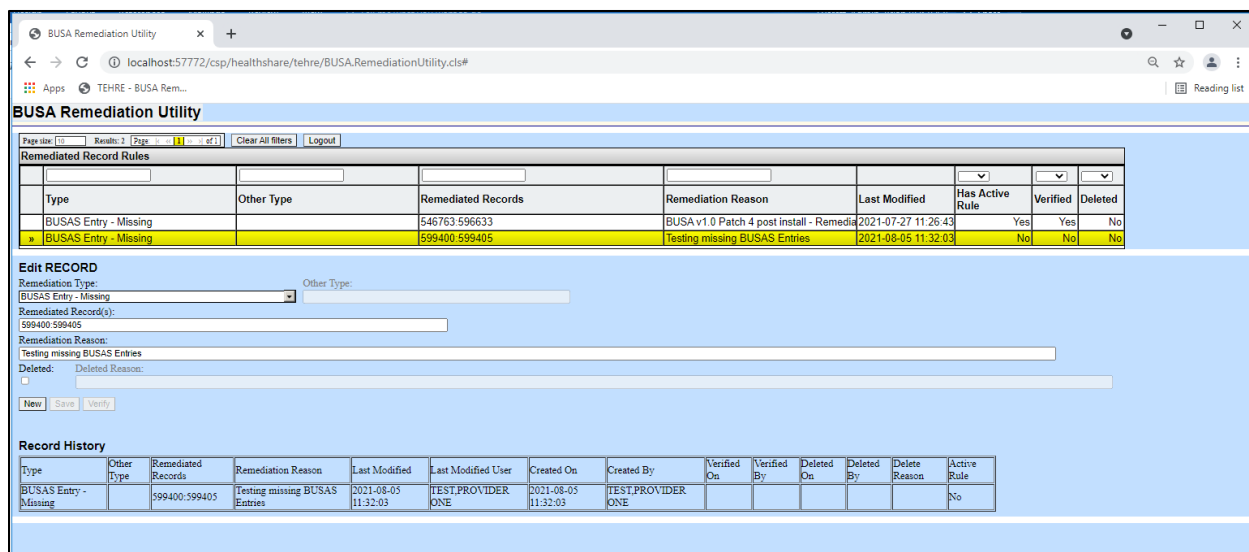 BUSA Remediation Utility
localhost:57772/csp/healthshare/tehre/BUSA.RemediationUtility.cls#
Apps TEHRE - BUSA Rem... Reading list
BUSA Remediation Utility
Page size: 10 Results: 2 Page: |< << 1 >> >| of 1 Clear All filters Logout
Remediated Record Rules
Type Other Type Remediated Records Remediation Reason Last Modified Has Active Rule Verified Deleted
BUSAS Entry - Missing 546763:596633 BUSA v1.0 Patch 4 post install - Remedia 2021-07-27 11:26:43 Yes Yes No
» BUSAS Entry - Missing 599400:599405 Testing missing BUSAS Entries 2021-08-05 11:32:03 No No No
Edit RECORD
Remediation Type: Other Type:
BUSAS Entry - Missing
Remediated Record(s):
599400:599405
Remediation Reason:
Testing missing BUSAS Entries
Deleted: Deleted Reason:
New Save Verify
Record History
Type Other Type Remediated Records Remediation Reason Last Modified Last Modified User Created On Created By Verified On Verified By Deleted On Deleted By Delete Reason Active Rule
BUSAS Entry - Missing 599400:599405 Testing missing BUSAS Entries 2021-08-05 11:32:03 TEST,PROVIDER ONE 2021-08-05 11:32:03 TEST,PROVIDER ONE No